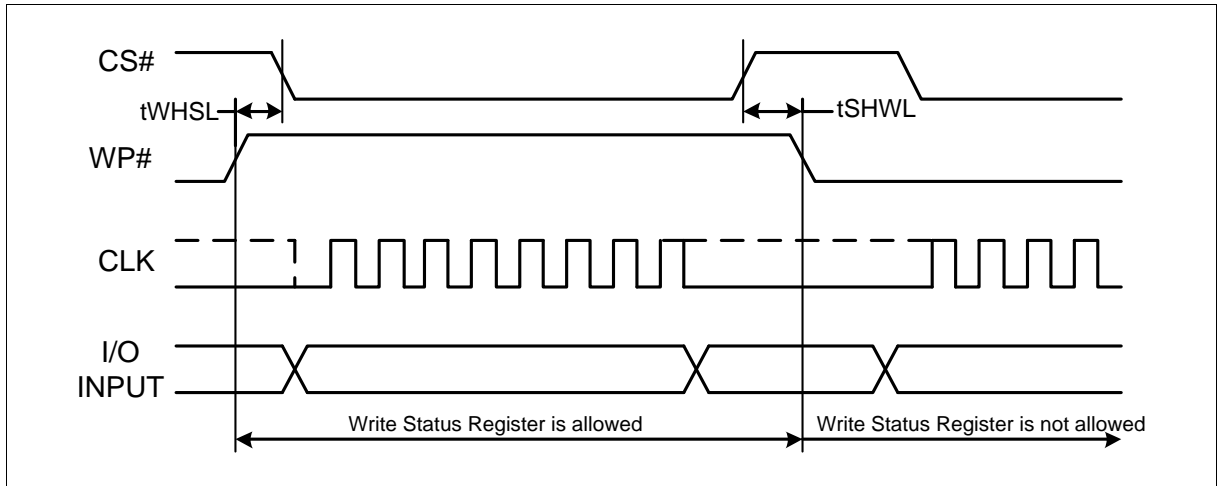 CS#
tWHSL
tSHWL
WP#
CLK
I/O
INPUT
Write Status Register is allowed
Write Status Register is not allowed